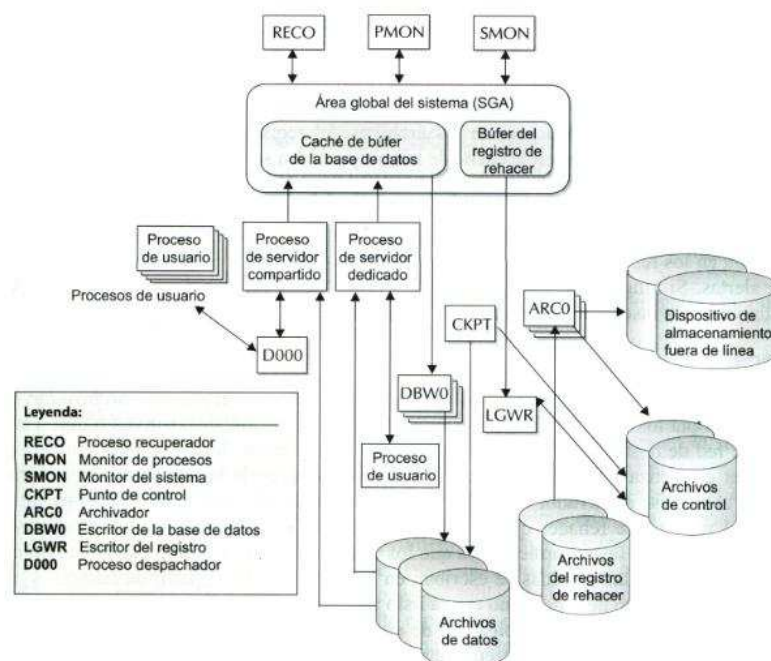 RECO
PMON
SMON
Área global del sistema (SGA)
Caché de búfer
de la base de datos
Búfer del
registro de
rehacer
Proceso
de usuario
Procesos de usuario
Proceso
de servidor
compartido
Proceso
de servidor
dedicado
D000
CKPT
ARC0
Dispositivo de
almacenamiento
fuera de línea
DBW0
LGWR
Proceso
de usuario
Archivos
de control
Archivos
del registro
de rehacer
Archivos
de datos
Leyenda:
RECO Proceso recuperador
PMON Monitor de procesos
SMON Monitor del sistema
CKPT Punto de control
ARC0 Archivador
DBW0 Escritor de la base de datos
LGWR Escritor del registro
D000 Proceso despachador